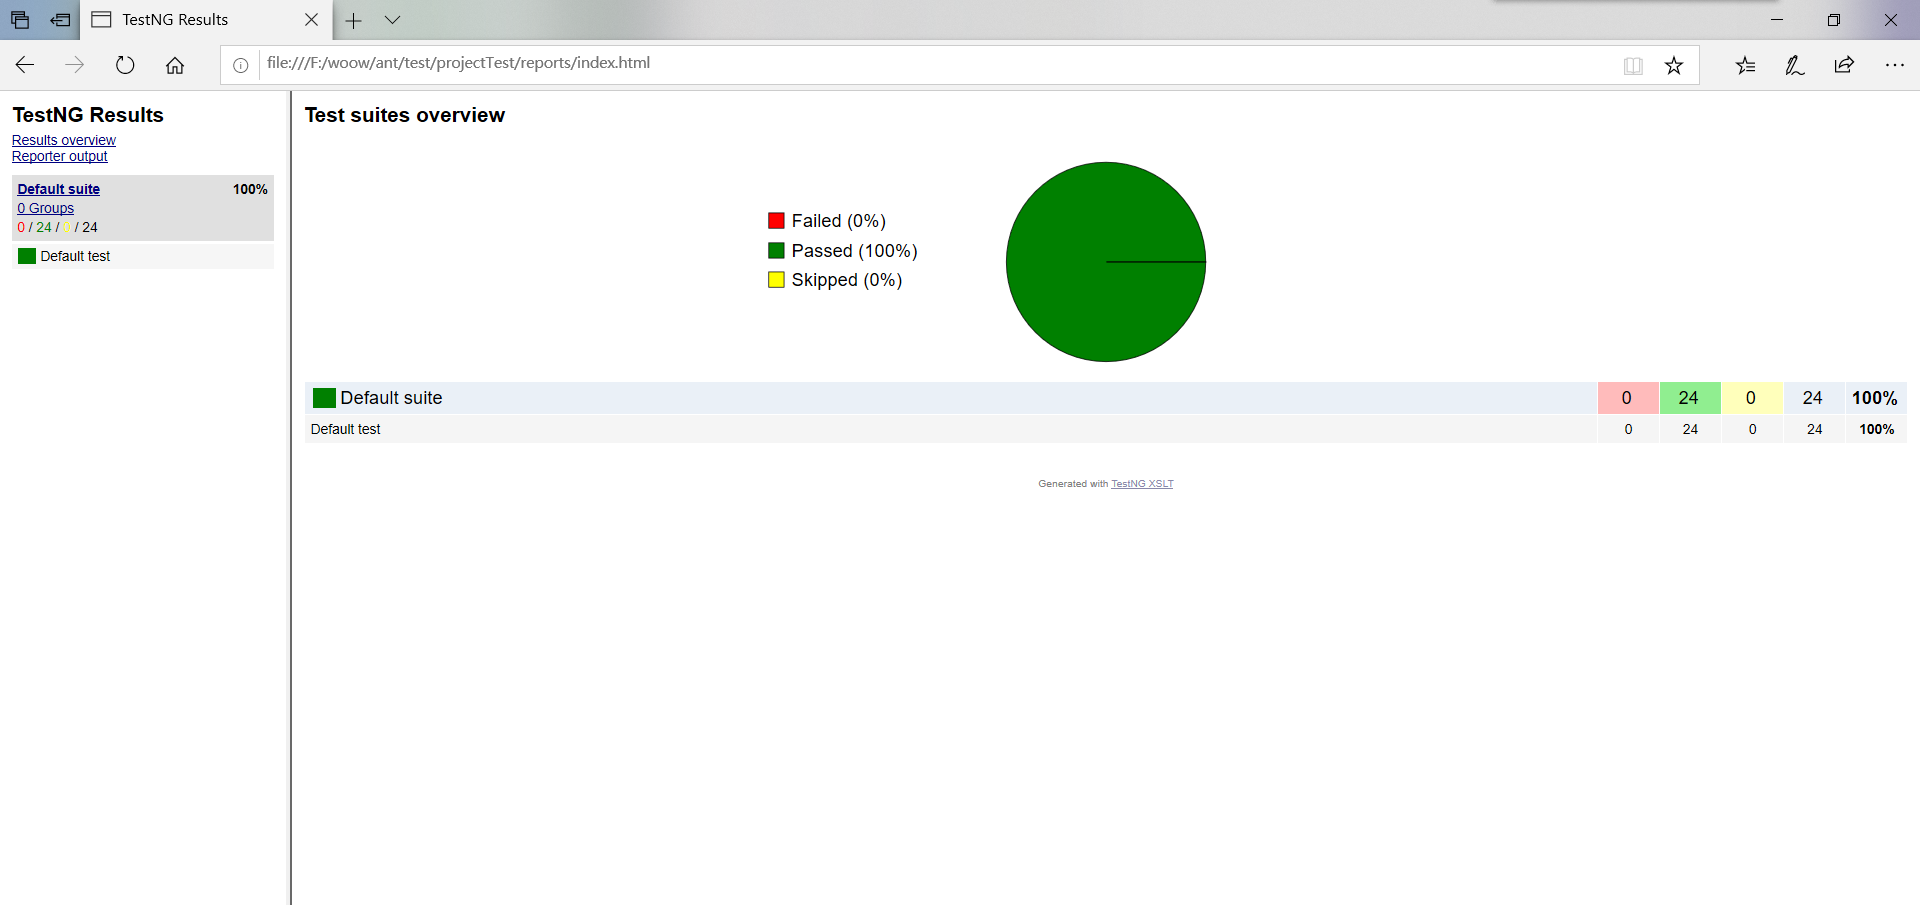 TestNG Results
file:///F:/woow/ant/test/projectTest/reports/index.html
TestNG Results
Results overview
Reporter output
Default suite 100%
0 Groups
0 / 24 / 0 / 24
Default test
Test suites overview
Failed (0%)
Passed (100%)
Skipped (0%)
Default suite 0 24 0 24 100%
Default test 0 24 0 24 100%
Generated with TestNG XSLT